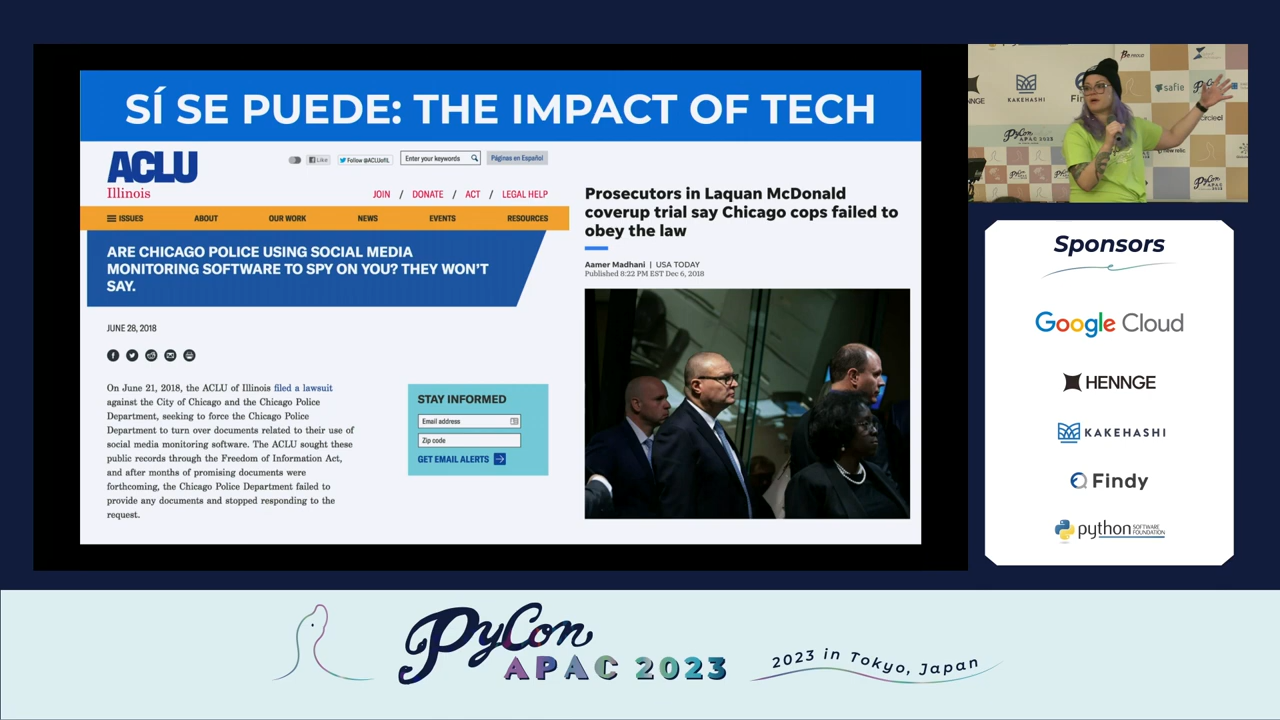 SÍ SE PUEDE: THE IMPACT OF TECH
ACLU
Illinois
Like
Follow @ACLUofIL
Enter your keywords
Páginas en Español
JOIN / DONATE / ACT / LEGAL HELP
ISSUES ABOUT OUR WORK NEWS EVENTS RESOURCES
ARE CHICAGO POLICE USING SOCIAL MEDIA
MONITORING SOFTWARE TO SPY ON YOU? THEY WON'T
SAY.
JUNE 28, 2018
On June 21, 2018, the ACLU of Illinois filed a lawsuit
against the City of Chicago and the Chicago Police
Department, seeking to force the Chicago Police
Department to turn over documents related to their use of
social media monitoring software. The ACLU sought these
public records through the Freedom of Information Act,
and after months of promising documents were
forthcoming, the Chicago Police Department failed to
provide any documents and stopped responding to the
request.
STAY INFORMED
Email address
Zip code
GET EMAIL ALERTS
Prosecutors in Laquan McDonald
coverup trial say Chicago cops failed to
obey the law
Aamer Madhani | USA TODAY
Published 8:22 PM EST Dec 6, 2018
KAKEHASHI
safie
PyCon
APAC 2023
Sponsors
Google Cloud
HENNGE
KAKEHASHI
Findy
python SOFTWARE
FOUNDATION
PyCon
APAC 2023
2023 in Tokyo, Japan